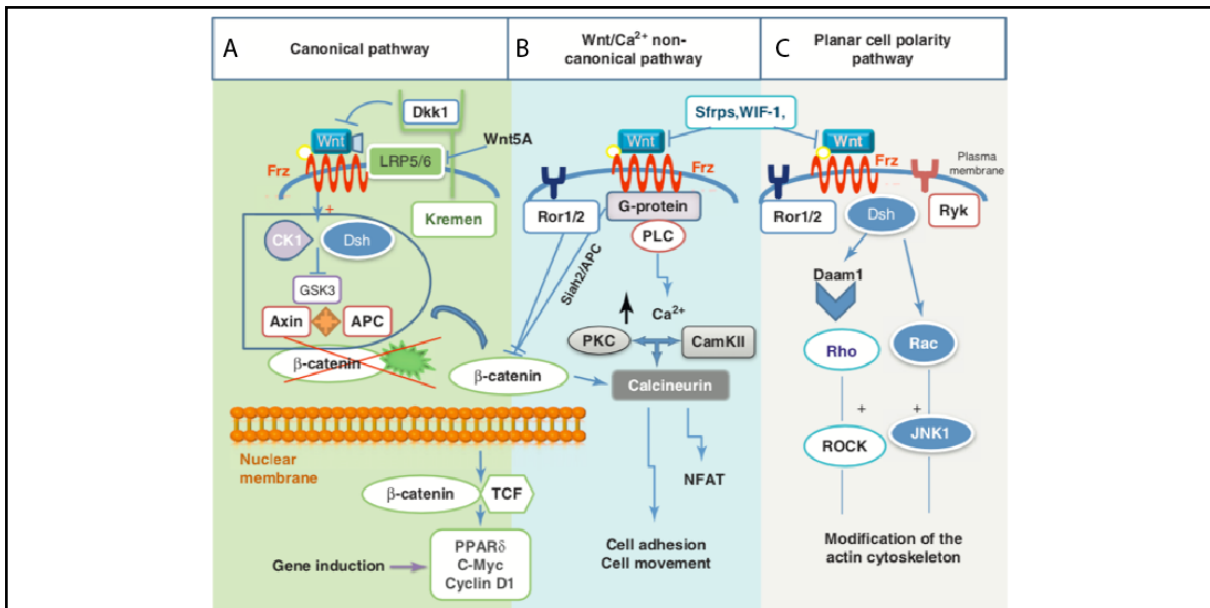 A
Canonical pathway
B
Wnt/Ca2+ non-
canonical pathway
C
Planar cell polarity
pathway
Dkk1
Wnt
LRP5/6
Wnt5A
Frz
Kremen
+
CK1
Dsh
GSK3
Axin
APC
β-catenin
Nuclear
membrane
β-catenin
TCF
Gene induction
PPARδ
C-Myc
Cyclin D1
Sfrps,WIF-1,
Wnt
Frz
Ror1/2
G-protein
PLC
Siah2/APC
Ca2+
PKC
CamKII
β-catenin
Calcineurin
NFAT
Cell adhesion
Cell movement
Wnt
Frz
Plasma
membrane
Ror1/2
Dsh
Ryk
Daam1
Rho
Rac
+
+
ROCK
JNK1
Modification of the
actin cytoskeleton